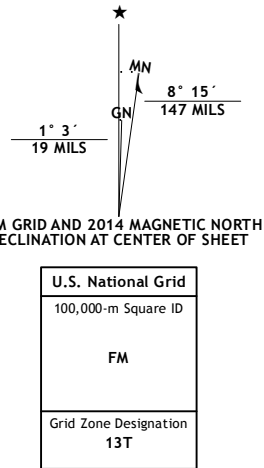 ★
MN
8° 15´
147 MILS
GN
1° 3´
19 MILS
M GRID AND 2014 MAGNETIC NORTH
ECLINATION AT CENTER OF SHEET
U.S. National Grid
100,000-m Square ID
FM
Grid Zone Designation
13T